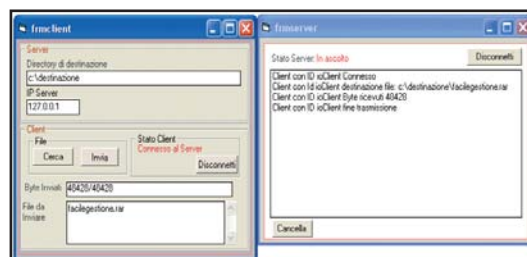 frmclient
Server
Directory di destinazione
c:\destinazione
IP Server
127.0.0.1
Client
File
Cerca
Invia
Stato Client
Connesso al Server
Disconnetti
Byte Inviati:
48428/48428
File da
Inviare
facilegestione.rar
frmserver
Stato Server: In ascolto
Disconnetti
Client con ID ioClient Connesso
Client con Id ioClient destinazione file: c:\destinazione\facilegestione.rar
Client con ID ioClient Byte ricevuti 48428
Client con ID ioClient fine trasmissione
Cancella